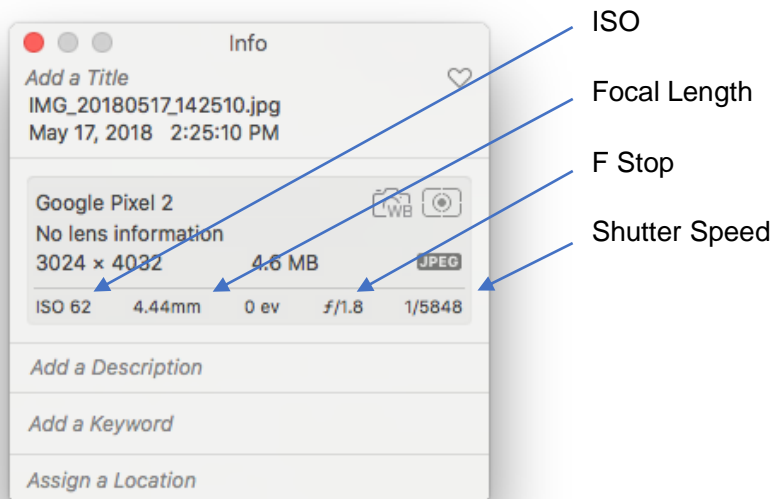 Info
Add a Title
IMG_20180517_142510.jpg
May 17, 2018 2:25:10 PM
Google Pixel 2
WB
No lens information
3024 × 4032 4.6 MB JPEG
ISO 62 4.44mm 0 ev ƒ/1.8 1/5848
Add a Description
Add a Keyword
Assign a Location
ISO
Focal Length
F Stop
Shutter Speed